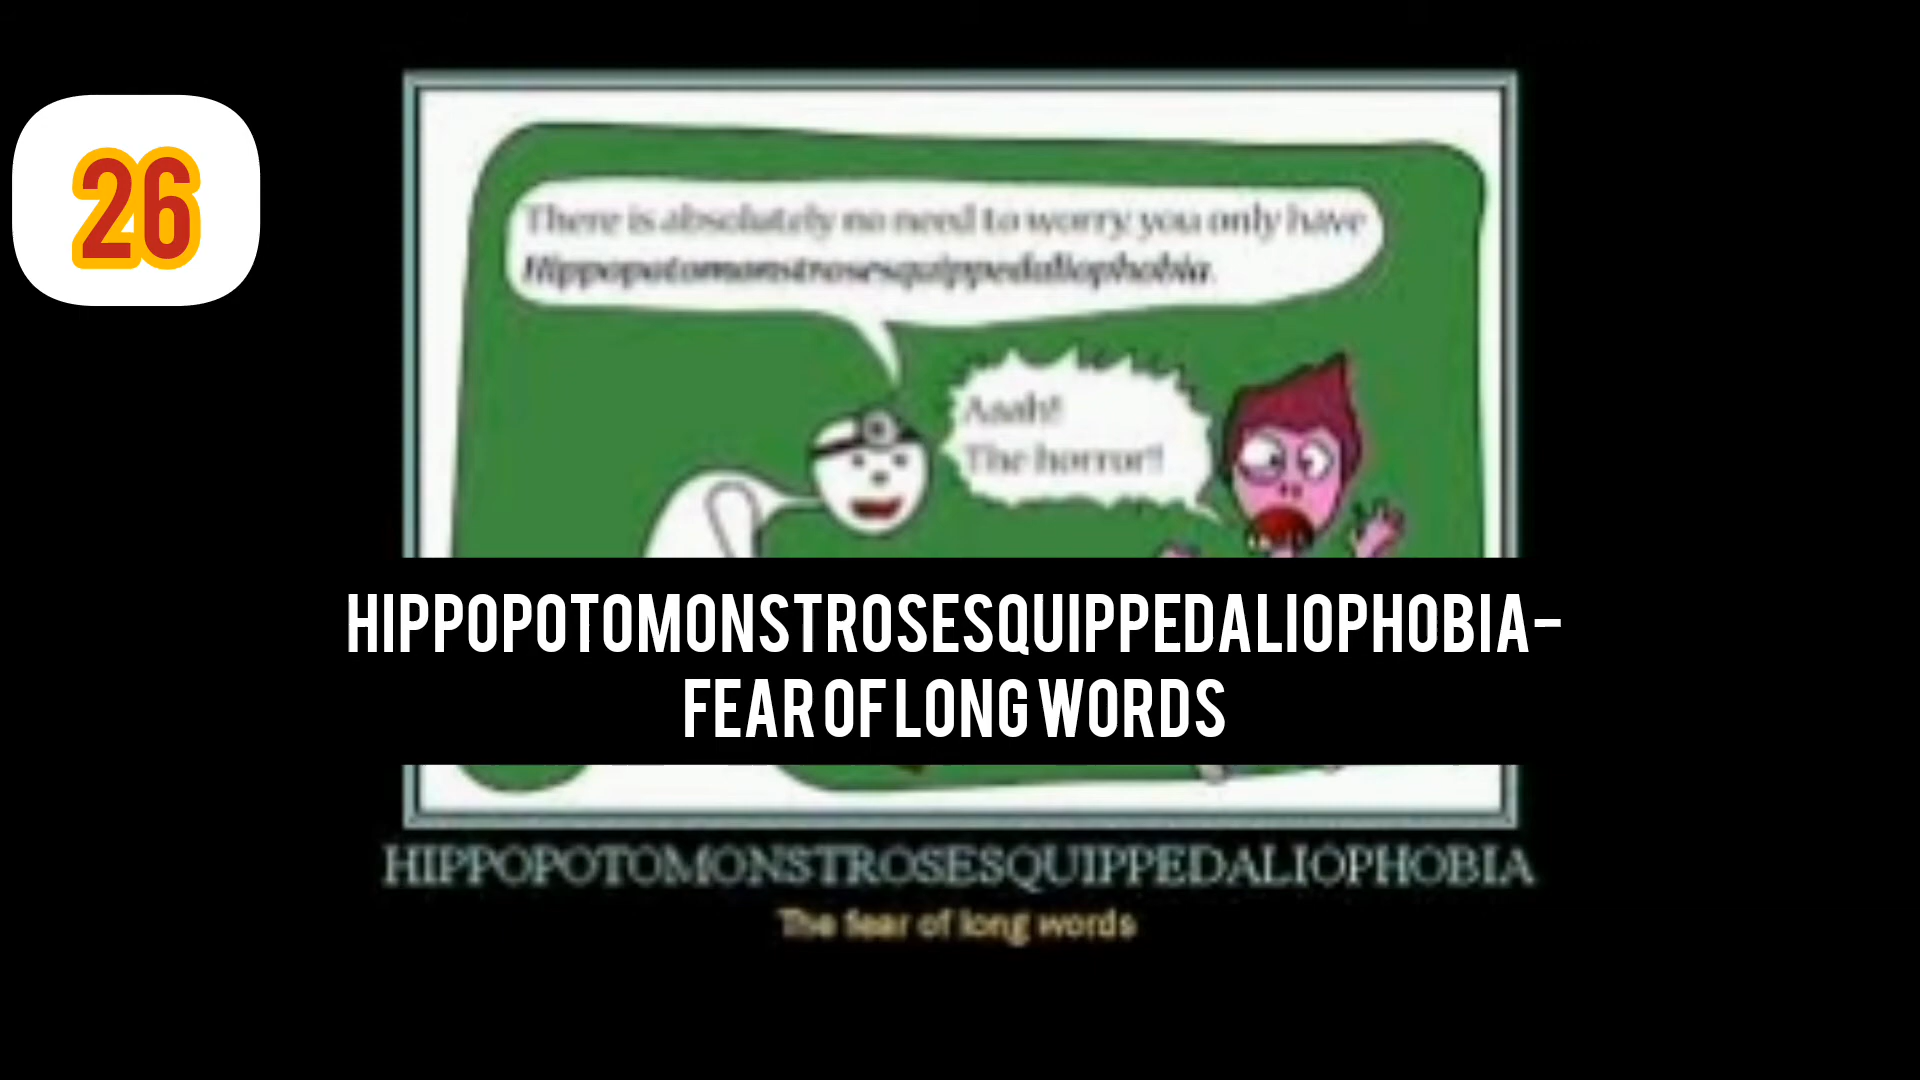 26
There is absolutely no need to worry, you only have
Hippopotomonstrosesquippedaliophobia.
Aaah!
The horror!
HIPPOPOTOMONSTROSESQUIPPEDALIOPHOBIA-
FEAR OF LONG WORDS
HIPPOPOTOMONSTROSESQUIPPEDALIOPHOBIA
The fear of long words